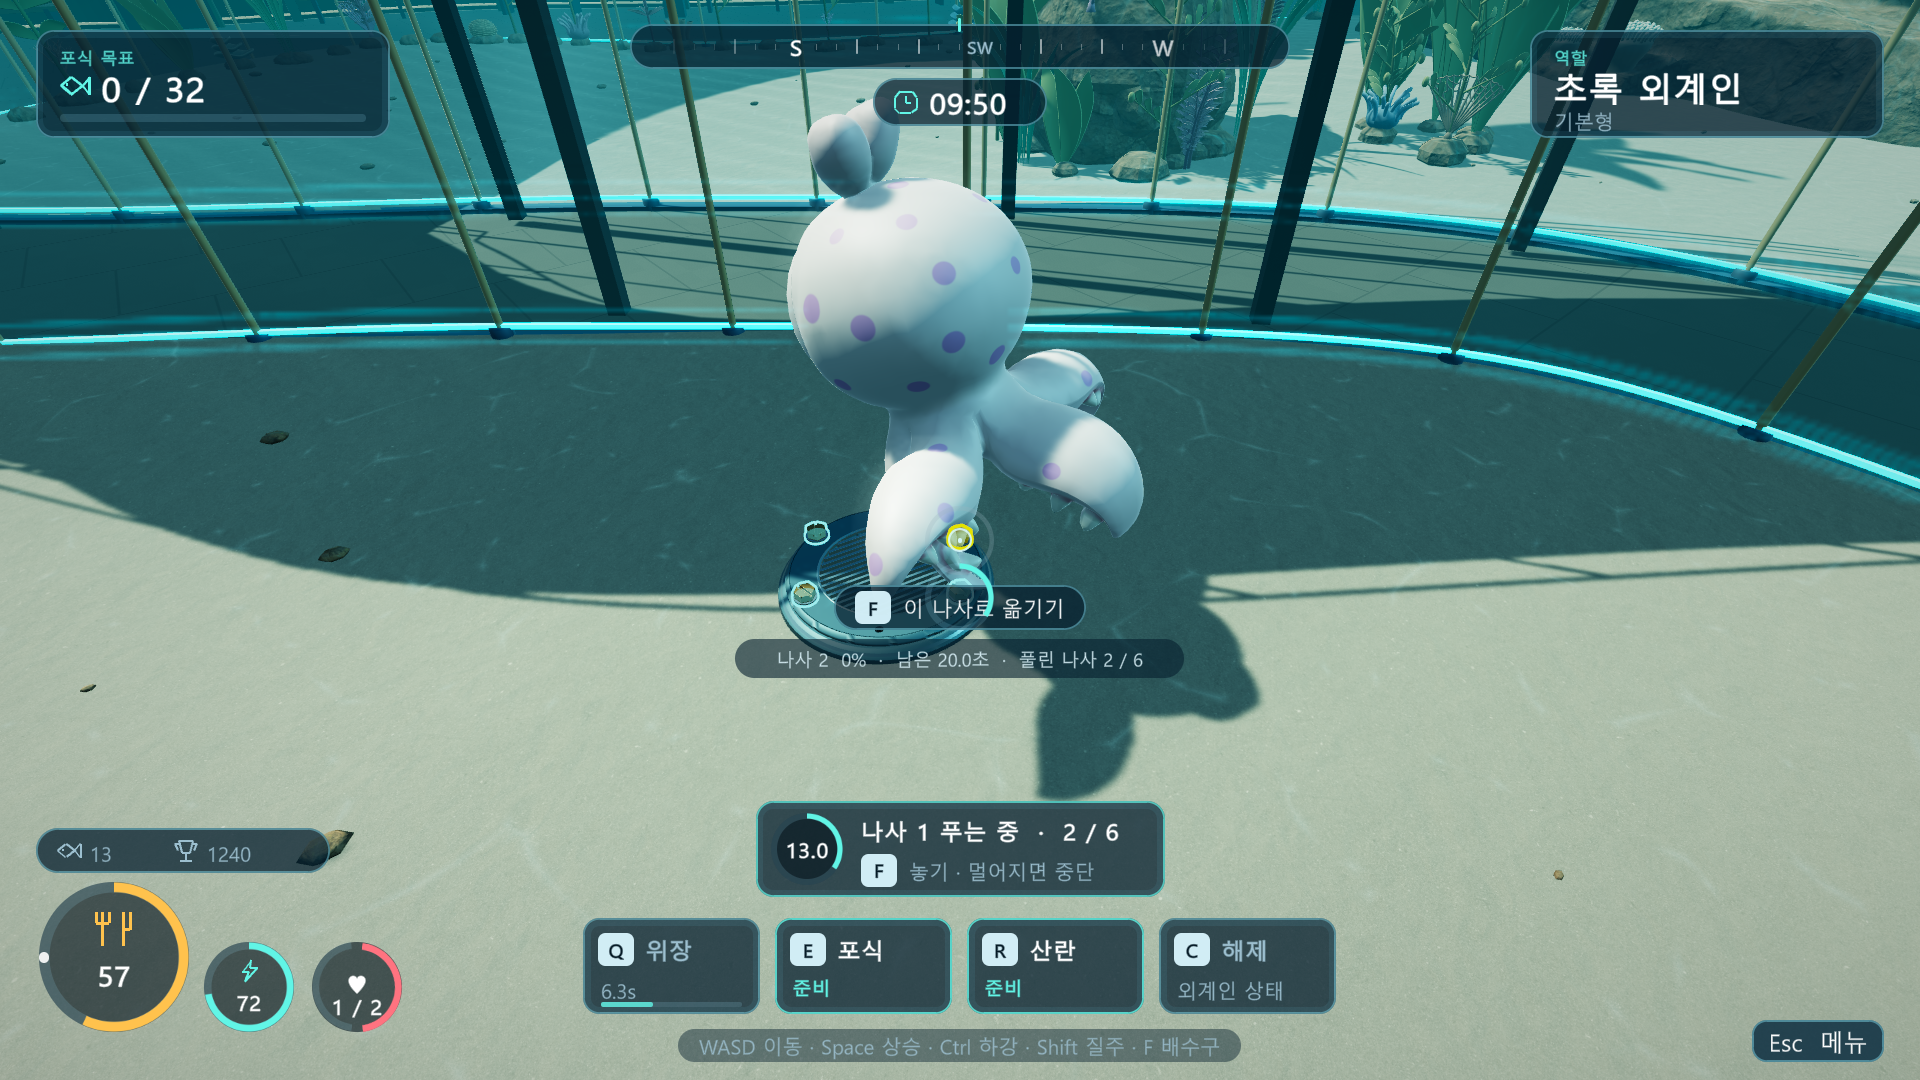 포식 목표
0 / 32
S
SW
W
09:50
역할
초록 외계인
기본형
F 이 나사로 옮기기
나사 2 0% · 남은 20.0초 · 풀린 나사 2 / 6
13.0
나사 1 푸는 중 · 2 / 6
F 놓기 · 멀어지면 중단
13
1240
57
72
1 / 2
Q 위장
6.3s
E 포식
준비
R 산란
준비
C 해제
외계인 상태
WASD 이동 · Space 상승 · Ctrl 하강 · Shift 질주 · F 배수구
Esc 메뉴